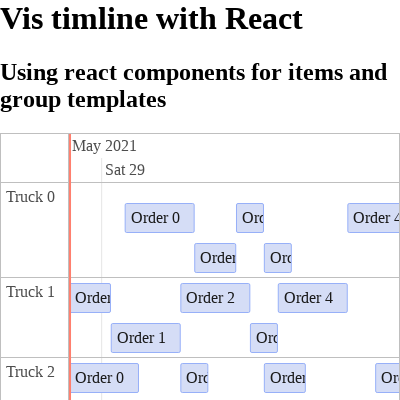 Vis timline with React
Using react components for items and
group templates
May 2021
Sat 29
Truck 0
Order 0
Ord
Order 4
Order
Ord
Truck 1
Order
Order 2
Order 4
Order 1
Ord
Truck 2
Order 0
Ord
Order
Or